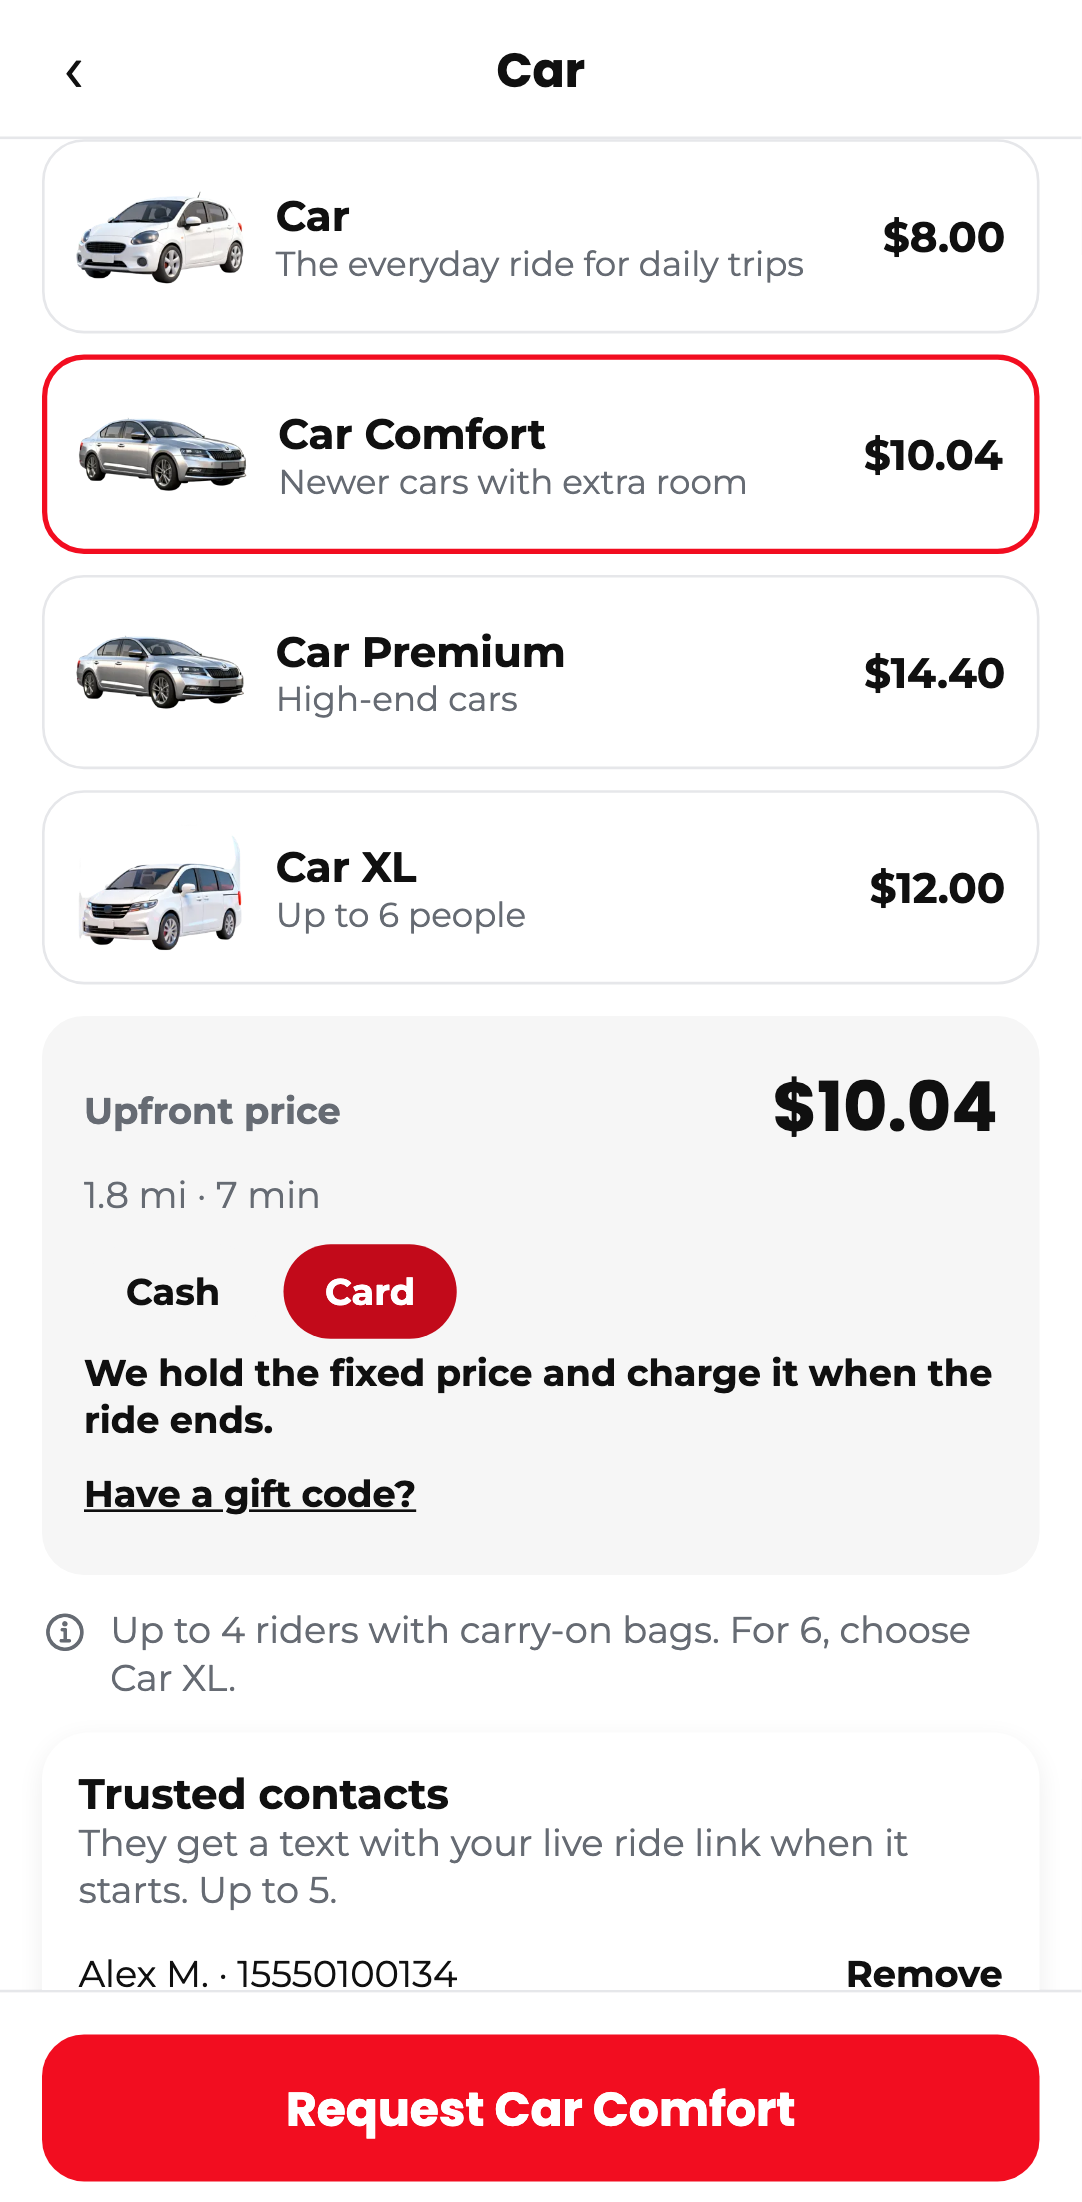 Car
Car
The everyday ride for daily trips
$8.00
Car Comfort
Newer cars with extra room
$10.04
Car Premium
High-end cars
$14.40
Car XL
Up to 6 people
$12.00
Upfront price
$10.04
1.8 mi · 7 min
Cash
Card
We hold the fixed price and charge it when the
ride ends.
Have a gift code?
Up to 4 riders with carry-on bags. For 6, choose
Car XL.
Trusted contacts
They get a text with your live ride link when it
starts. Up to 5.
Alex M. · 15550100134
Remove
Request Car Comfort